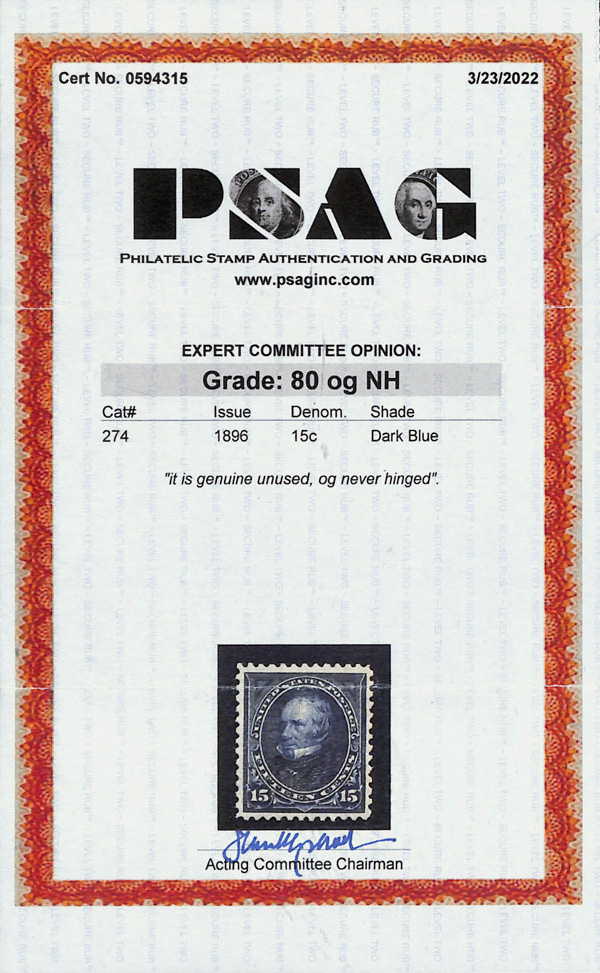 Cert No. 0594315 3/23/2022
PSAG
PHILATELIC STAMP AUTHENTICATION AND GRADING
www.psaginc.com
EXPERT COMMITTEE OPINION:
Grade: 80 og NH
Cat# Issue Denom. Shade
274 1896 15c Dark Blue
"it is genuine unused, og never hinged".
UNITED STATES POSTAGE
FIFTEEN CENTS
15 15
Acting Committee Chairman